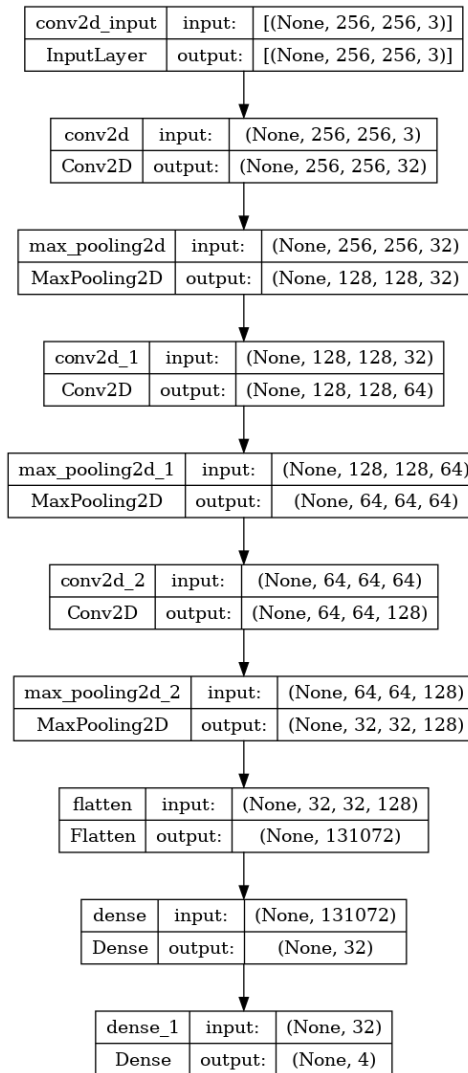 conv2d_input input: [(None, 256, 256, 3)]
InputLayer output: [(None, 256, 256, 3)]
conv2d input: (None, 256, 256, 3)
Conv2D output: (None, 256, 256, 32)
max_pooling2d input: (None, 256, 256, 32)
MaxPooling2D output: (None, 128, 128, 32)
conv2d_1 input: (None, 128, 128, 32)
Conv2D output: (None, 128, 128, 64)
max_pooling2d_1 input: (None, 128, 128, 64)
MaxPooling2D output: (None, 64, 64, 64)
conv2d_2 input: (None, 64, 64, 64)
Conv2D output: (None, 64, 64, 128)
max_pooling2d_2 input: (None, 64, 64, 128)
MaxPooling2D output: (None, 32, 32, 128)
flatten input: (None, 32, 32, 128)
Flatten output: (None, 131072)
dense input: (None, 131072)
Dense output: (None, 32)
dense_1 input: (None, 32)
Dense output: (None, 4)